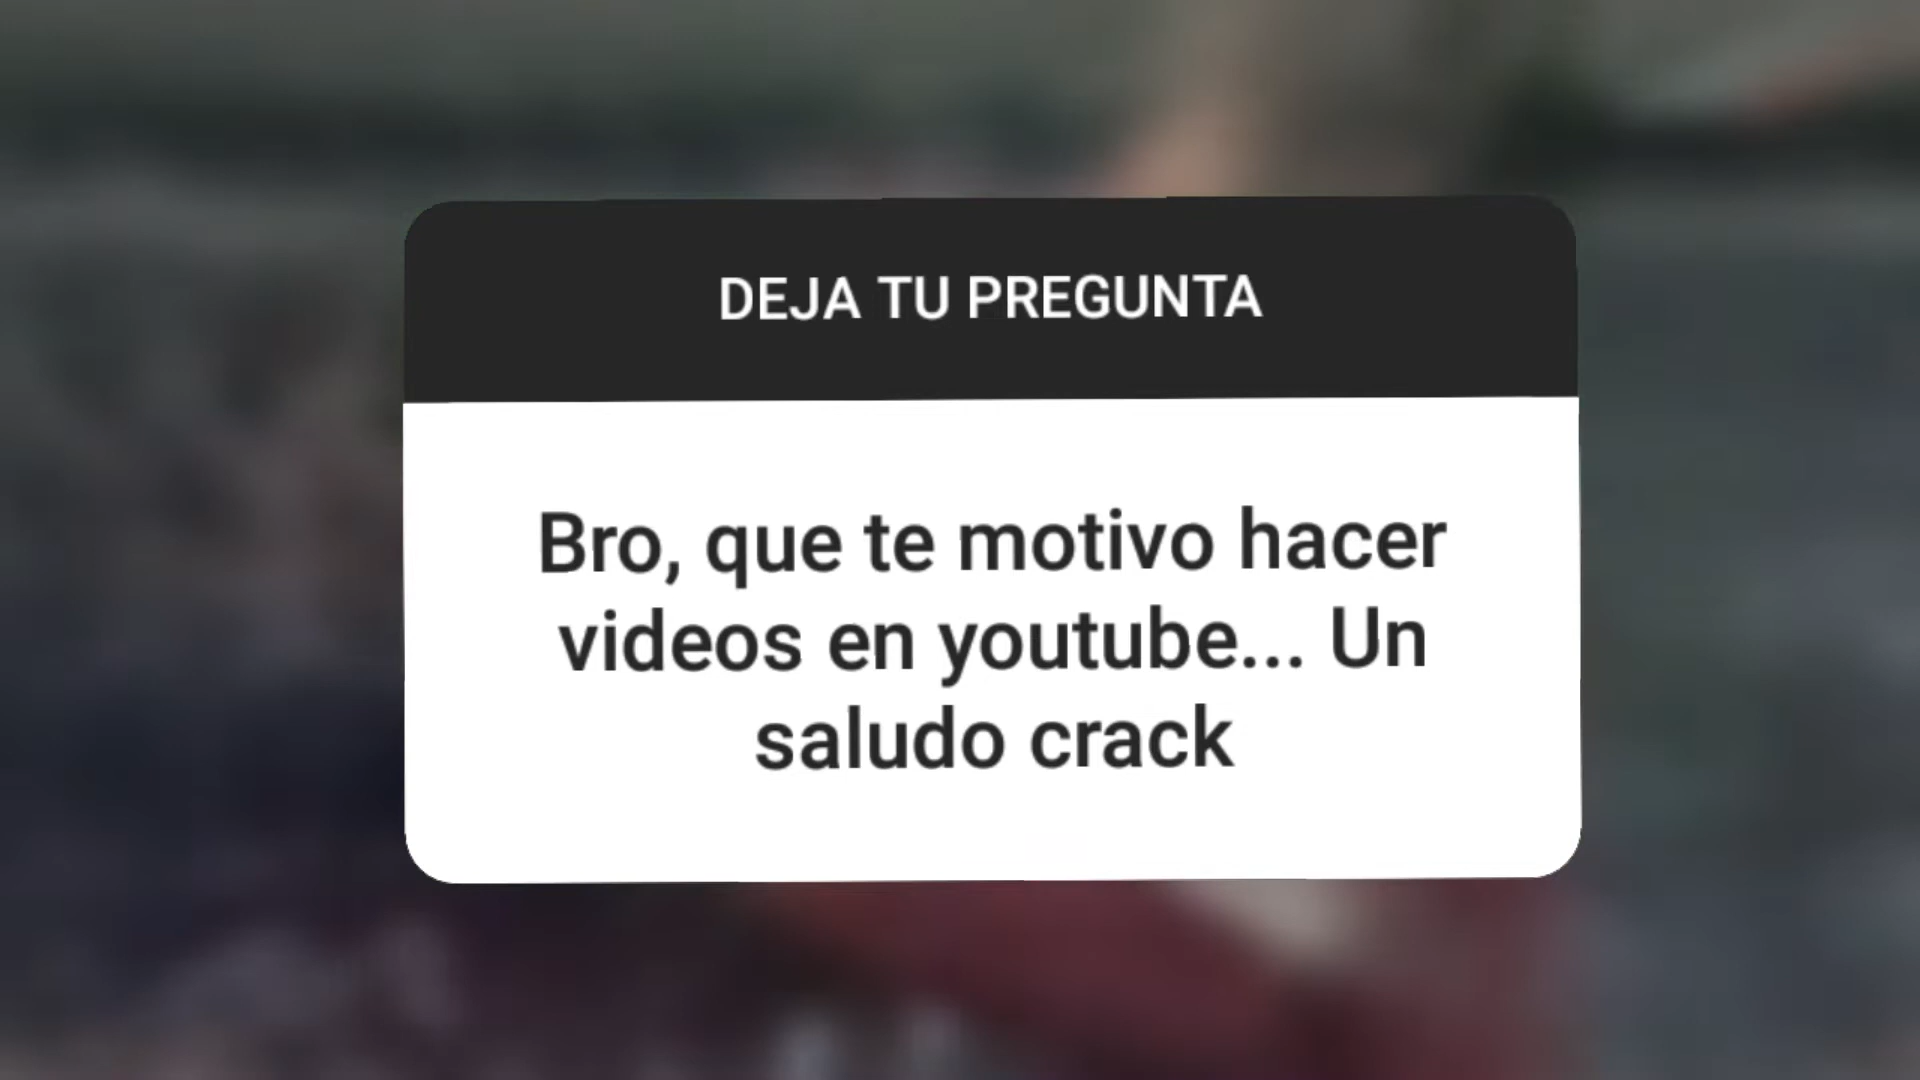 DEJA TU PREGUNTA
Bro, que te motivo hacer
videos en youtube... Un
saludo crack